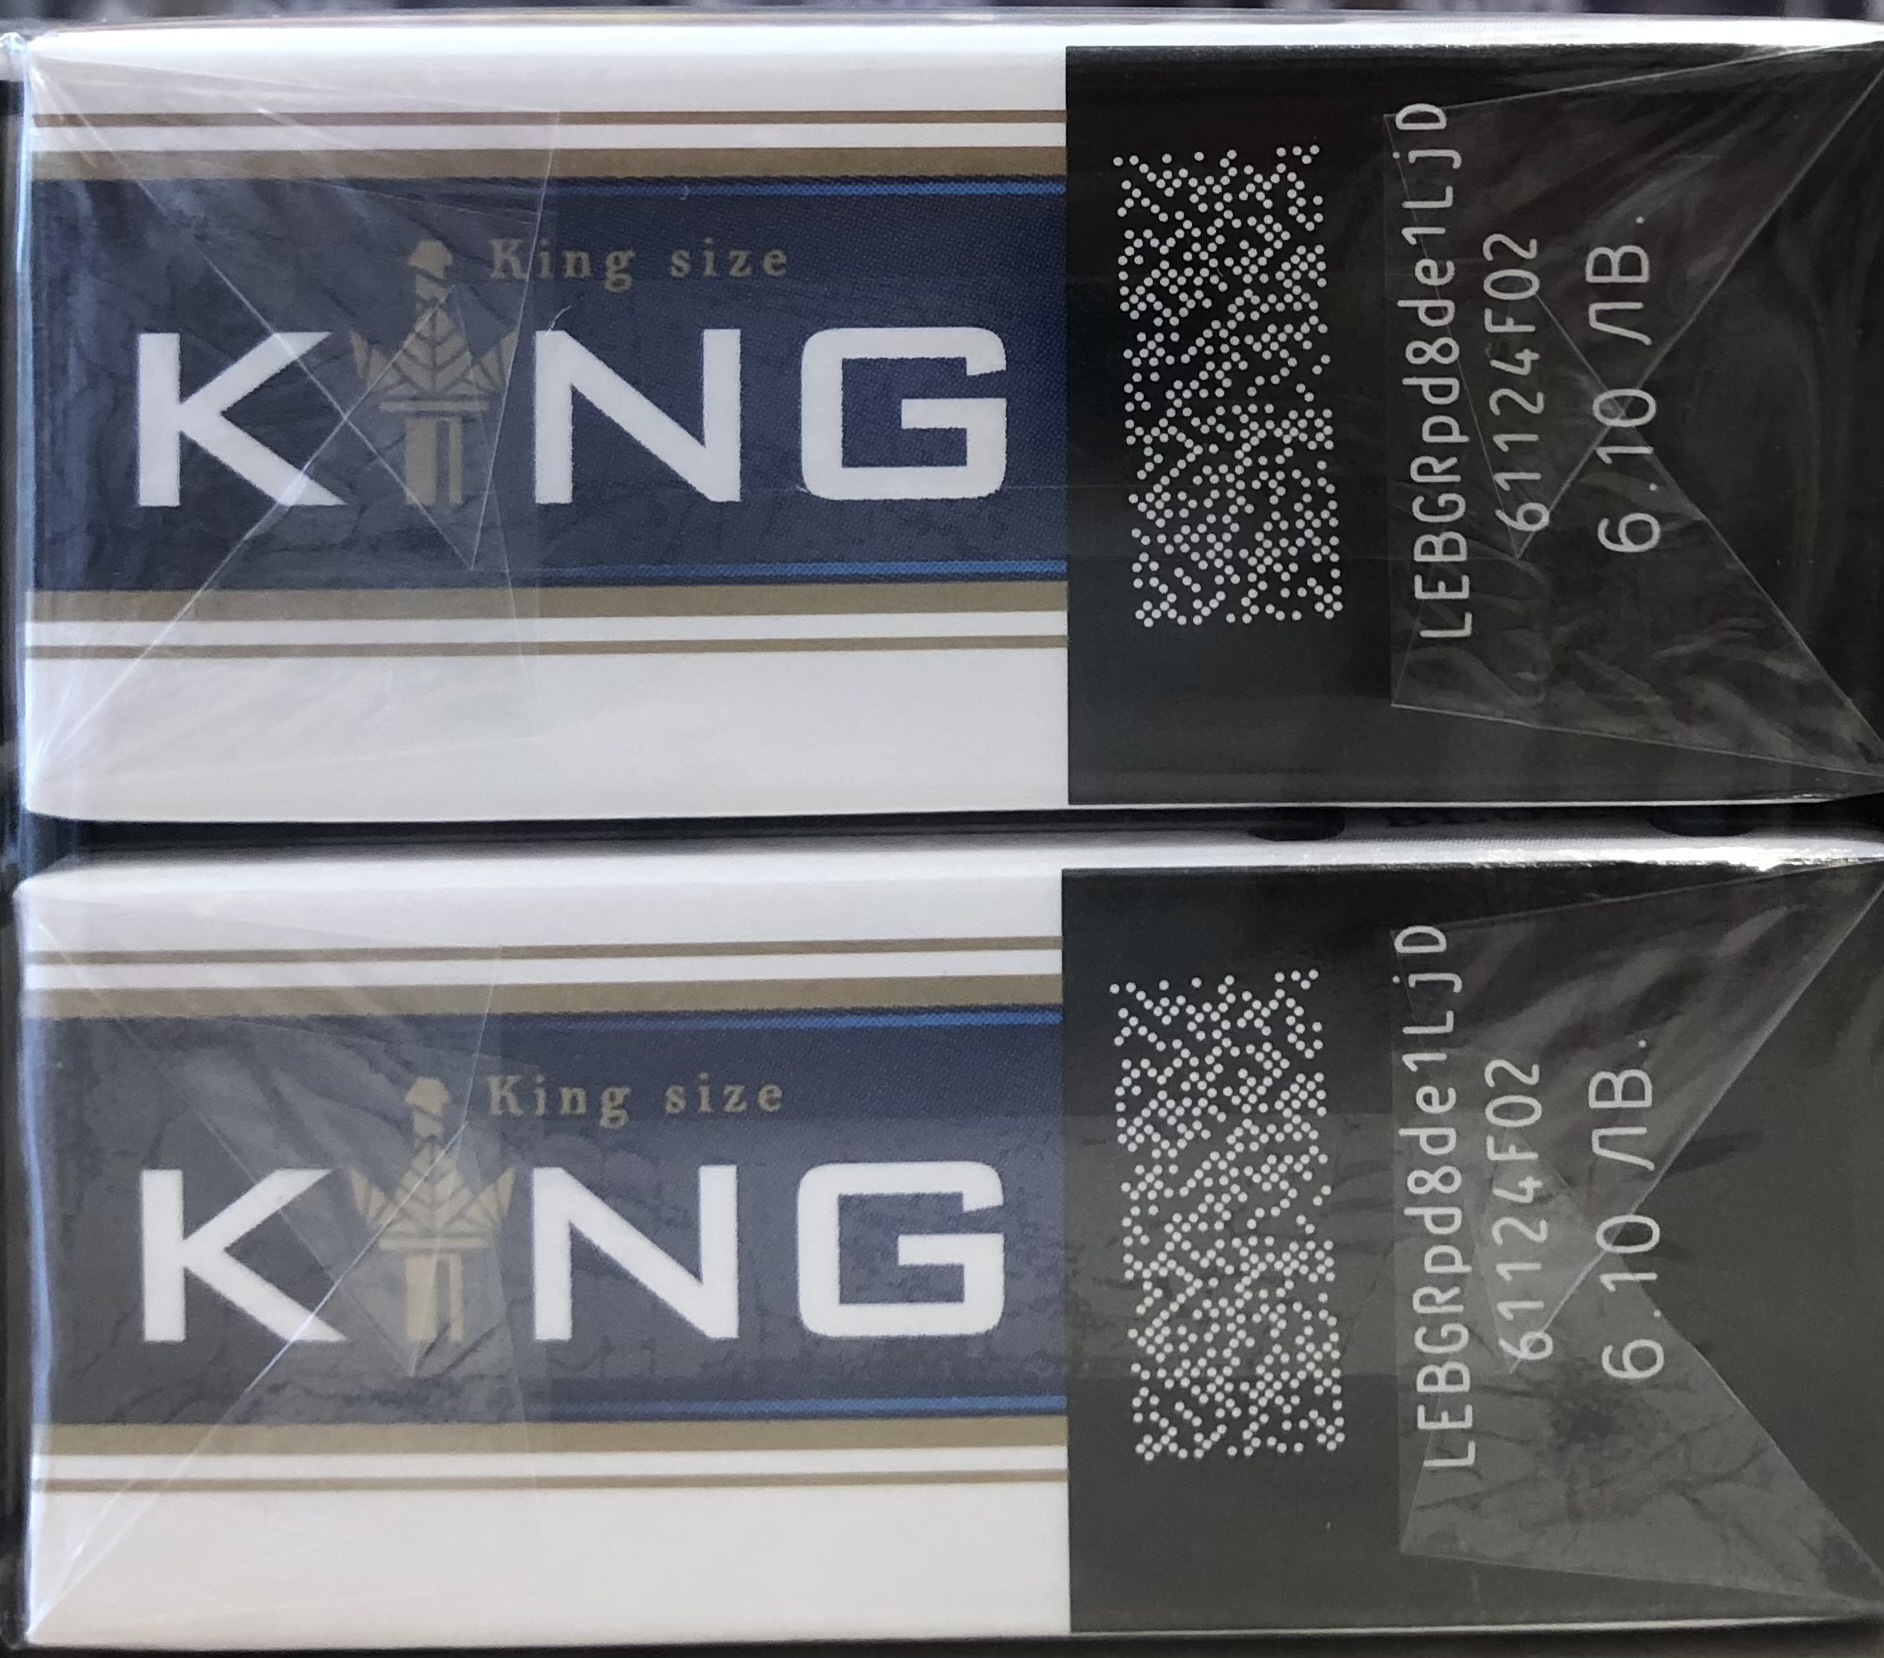 King size
KING
LEBGRpd8de1LjD
61124F02
6.10 ЛВ.
King size
KING
LEBGRpd8de1LjD
61124F02
6.10 ЛВ.